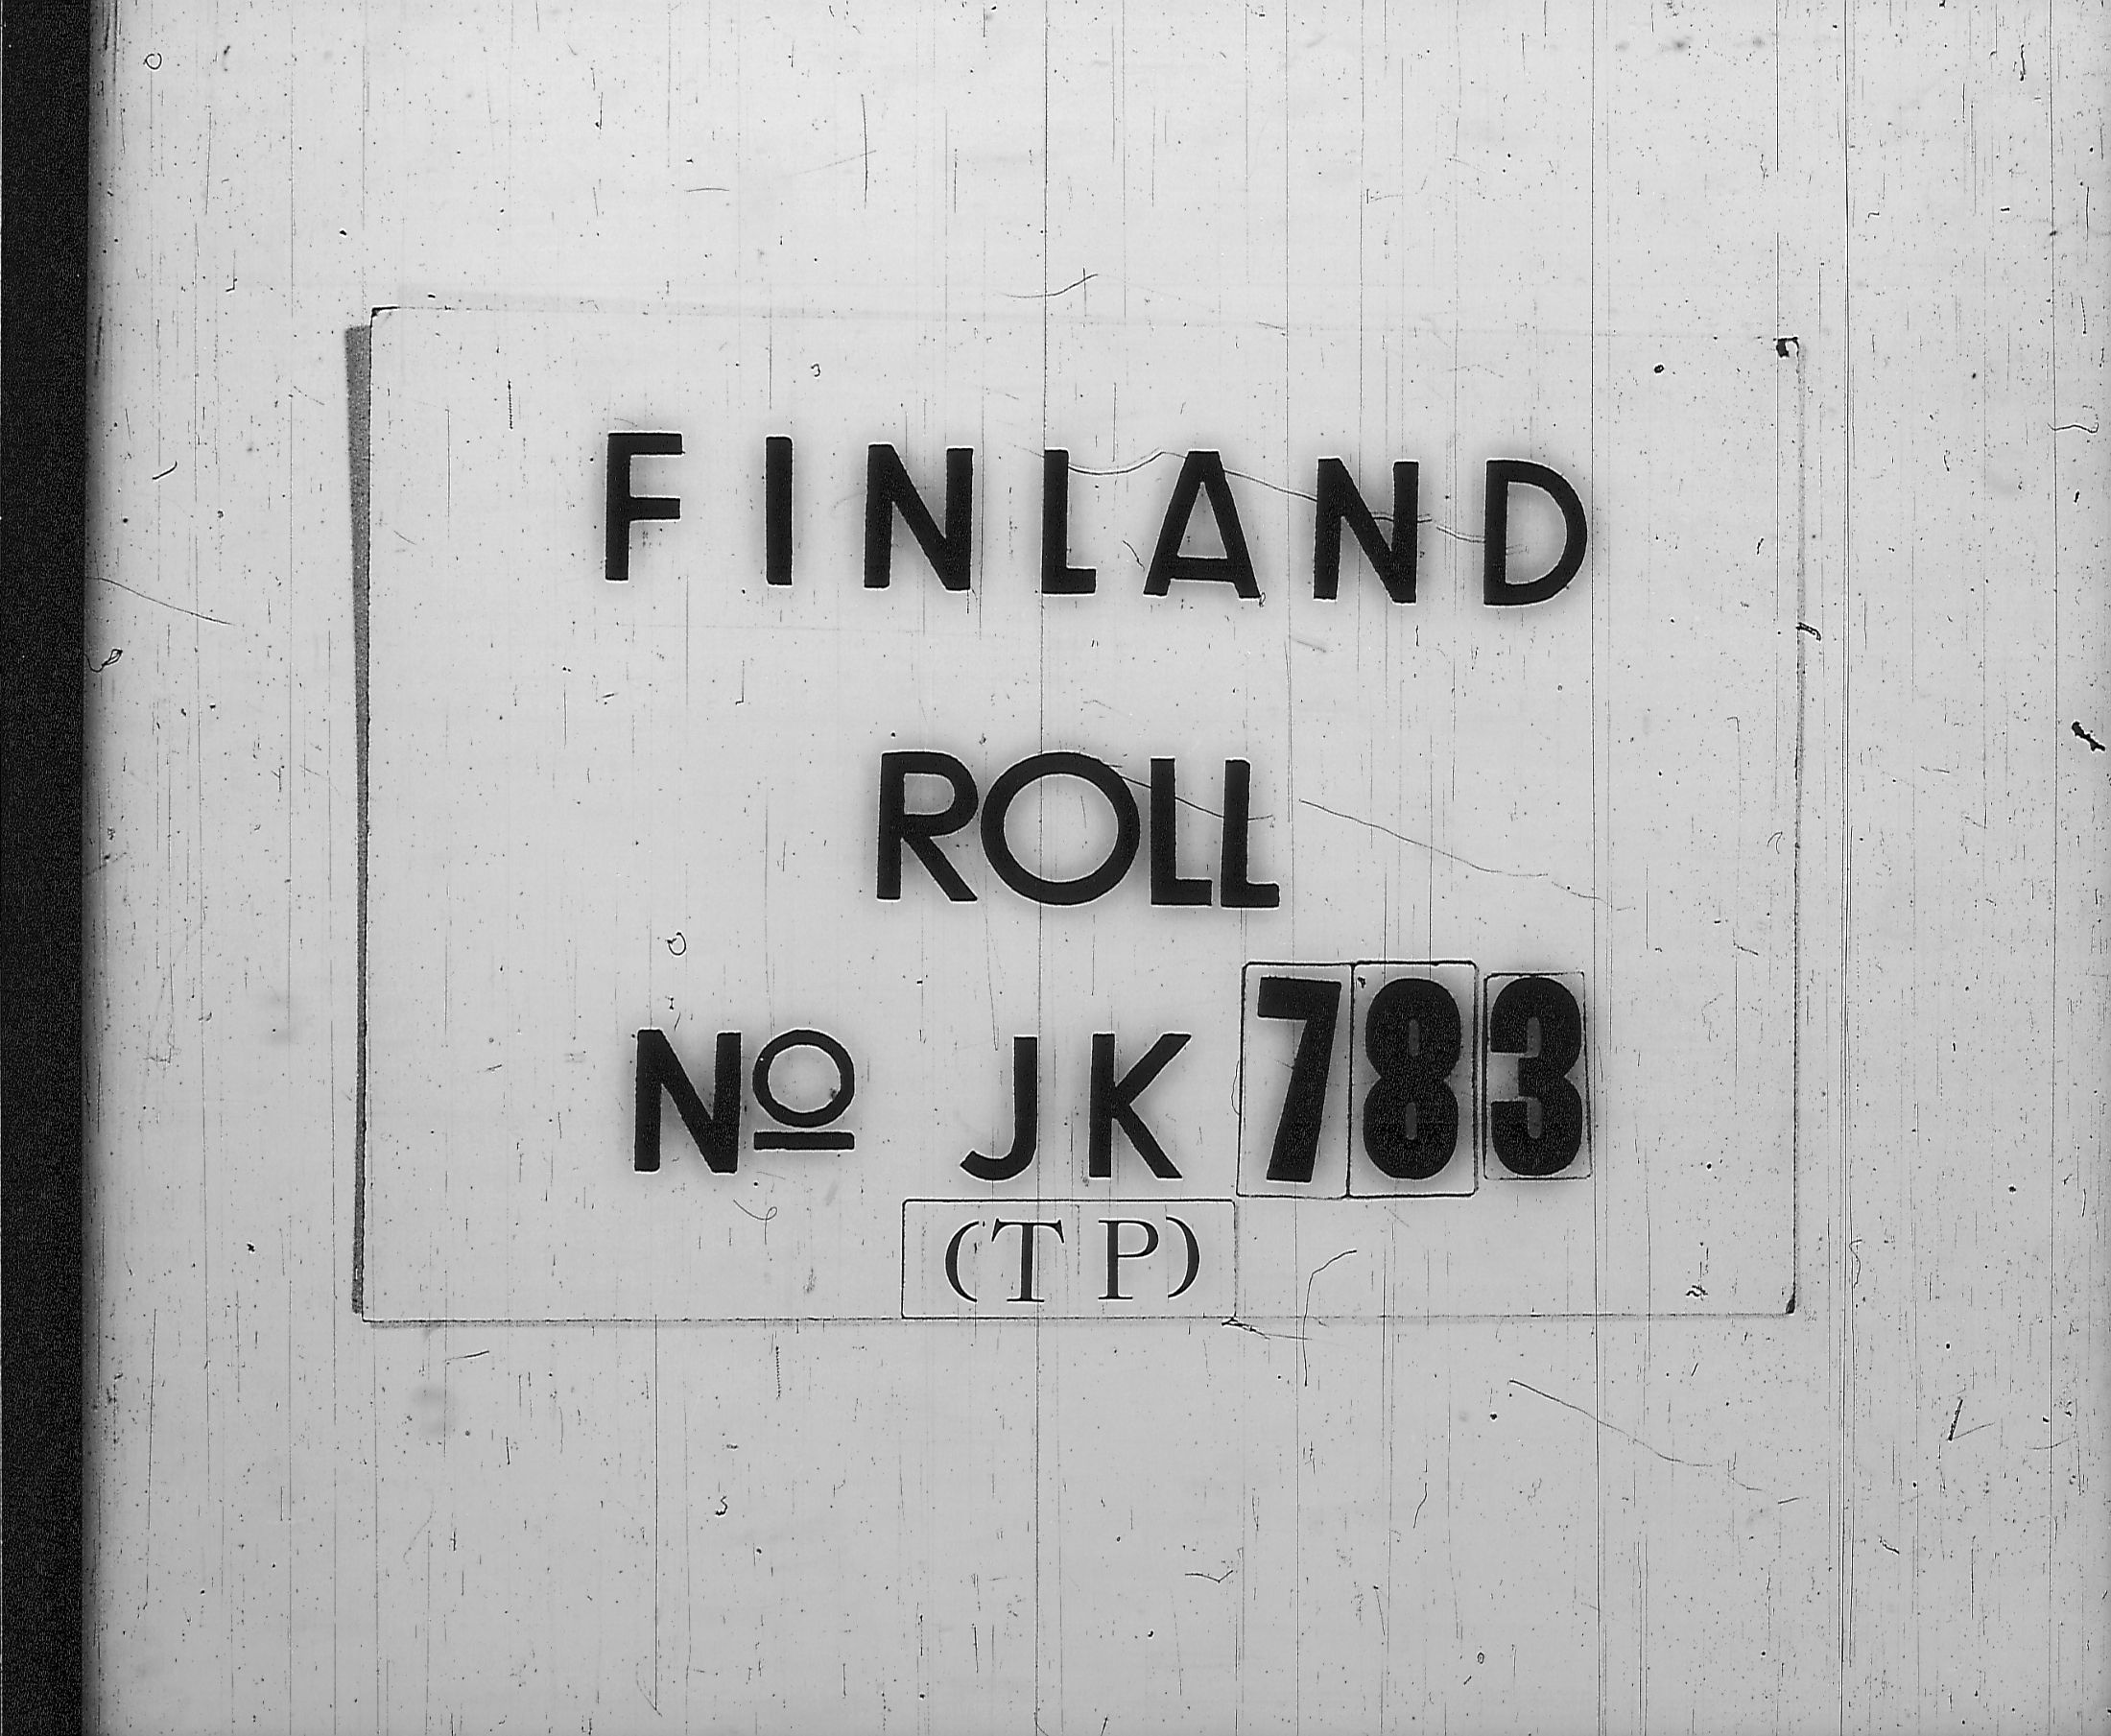 FINLAND
ROLL
Nº JK 783
(TP)